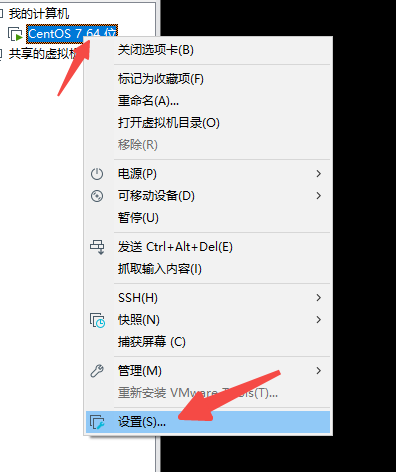 我的计算机
CentOS 7 64 位
共享的虚拟机
关闭选项卡(B)
标记为收藏项(F)
重命名(A)...
打开虚拟机目录(O)
移除(R)
电源(P)
可移动设备(D)
暂停(U)
发送 Ctrl+Alt+Del(E)
抓取输入内容(I)
SSH(H)
快照(N)
捕获屏幕 (C)
管理(M)
重新安装 VMware Tools(T)...
设置(S)...